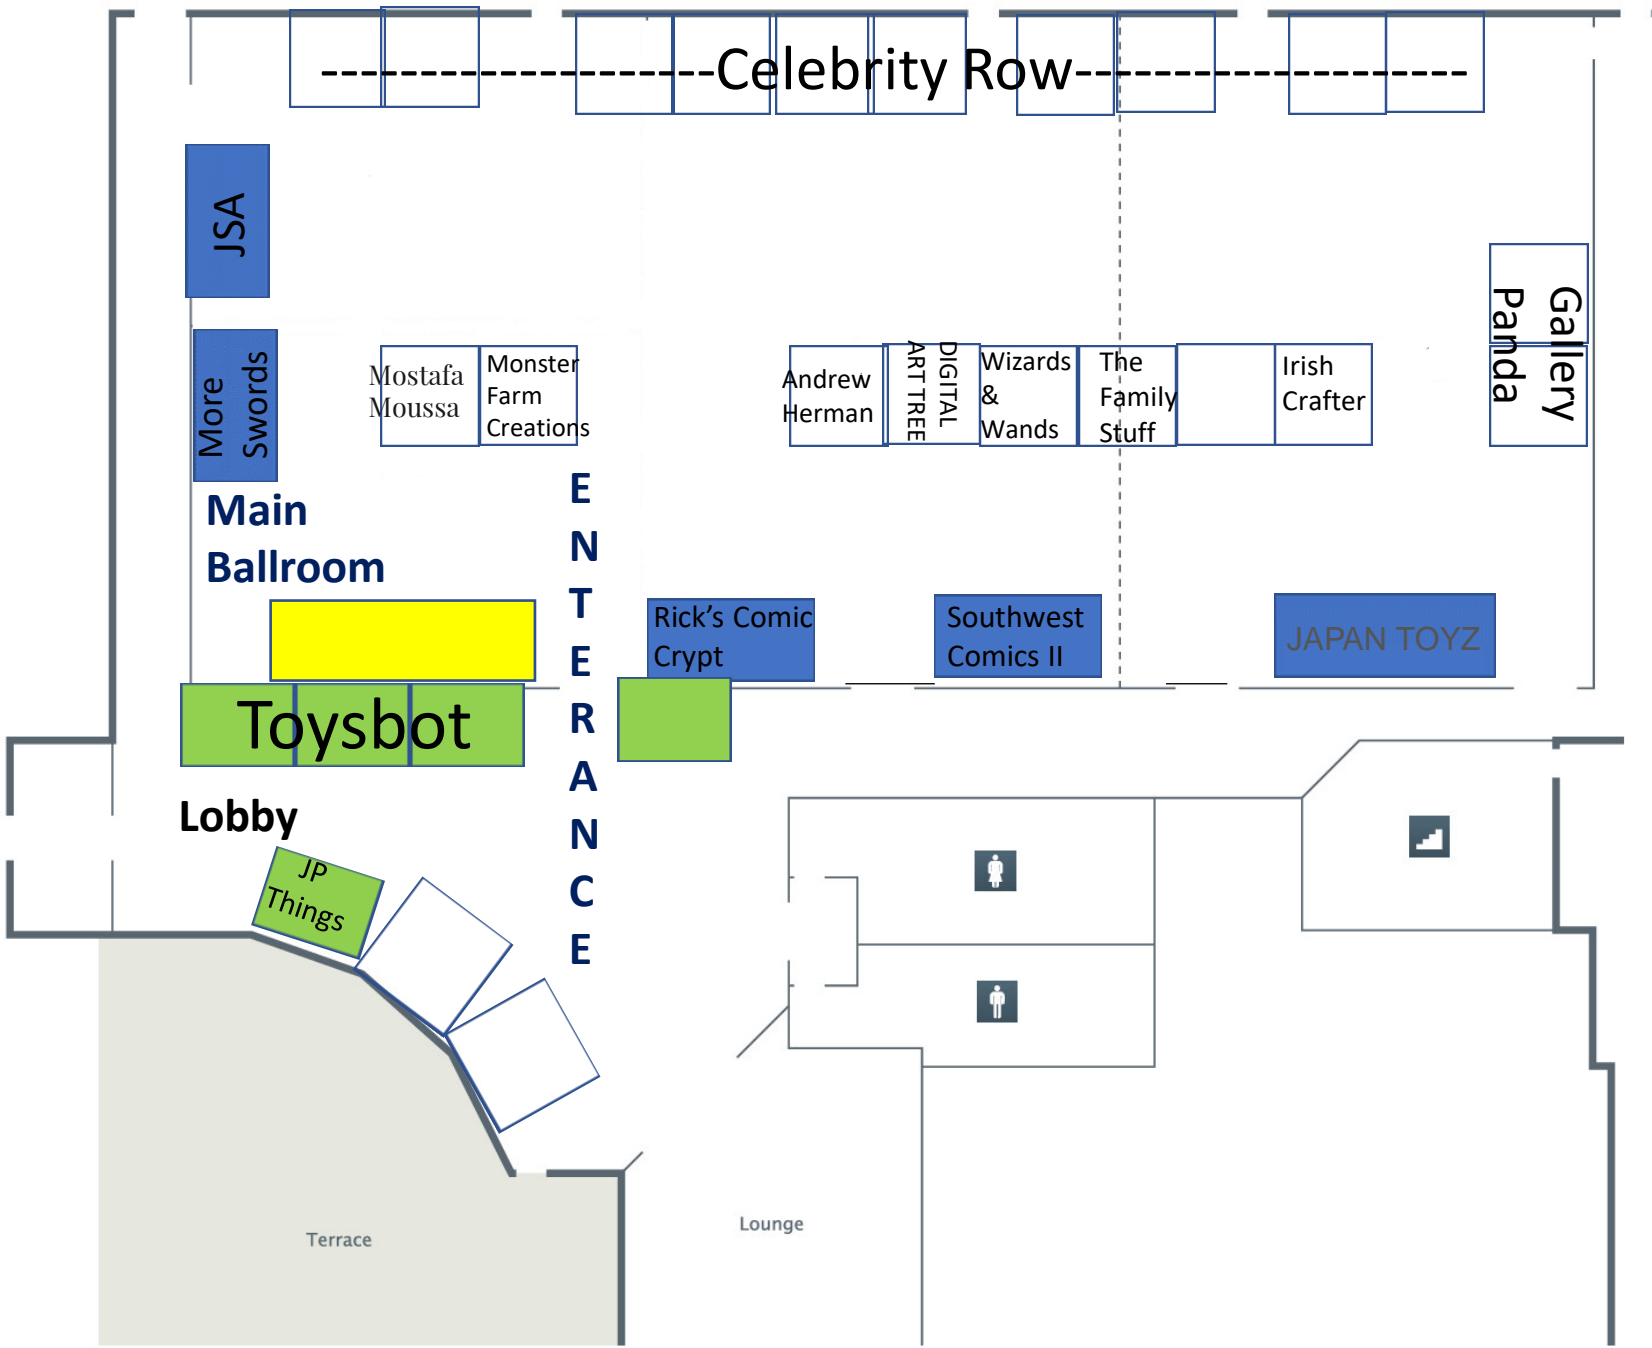 --------------------Celebrity Row--------------------
JSA
More
Swords
Mostafa
Moussa
Monster
Farm
Creations
Andrew
Herman
DIGITAL
ART TREE
Wizards
&
Wands
The
Family
Stuff
Irish
Crafter
Gallery
Panda
Main
Ballroom
ENTERANCE
Rick's Comic
Crypt
Southwest
Comics II
JAPAN TOYZ
Toysbot
Lobby
JP
Things
Terrace
Lounge